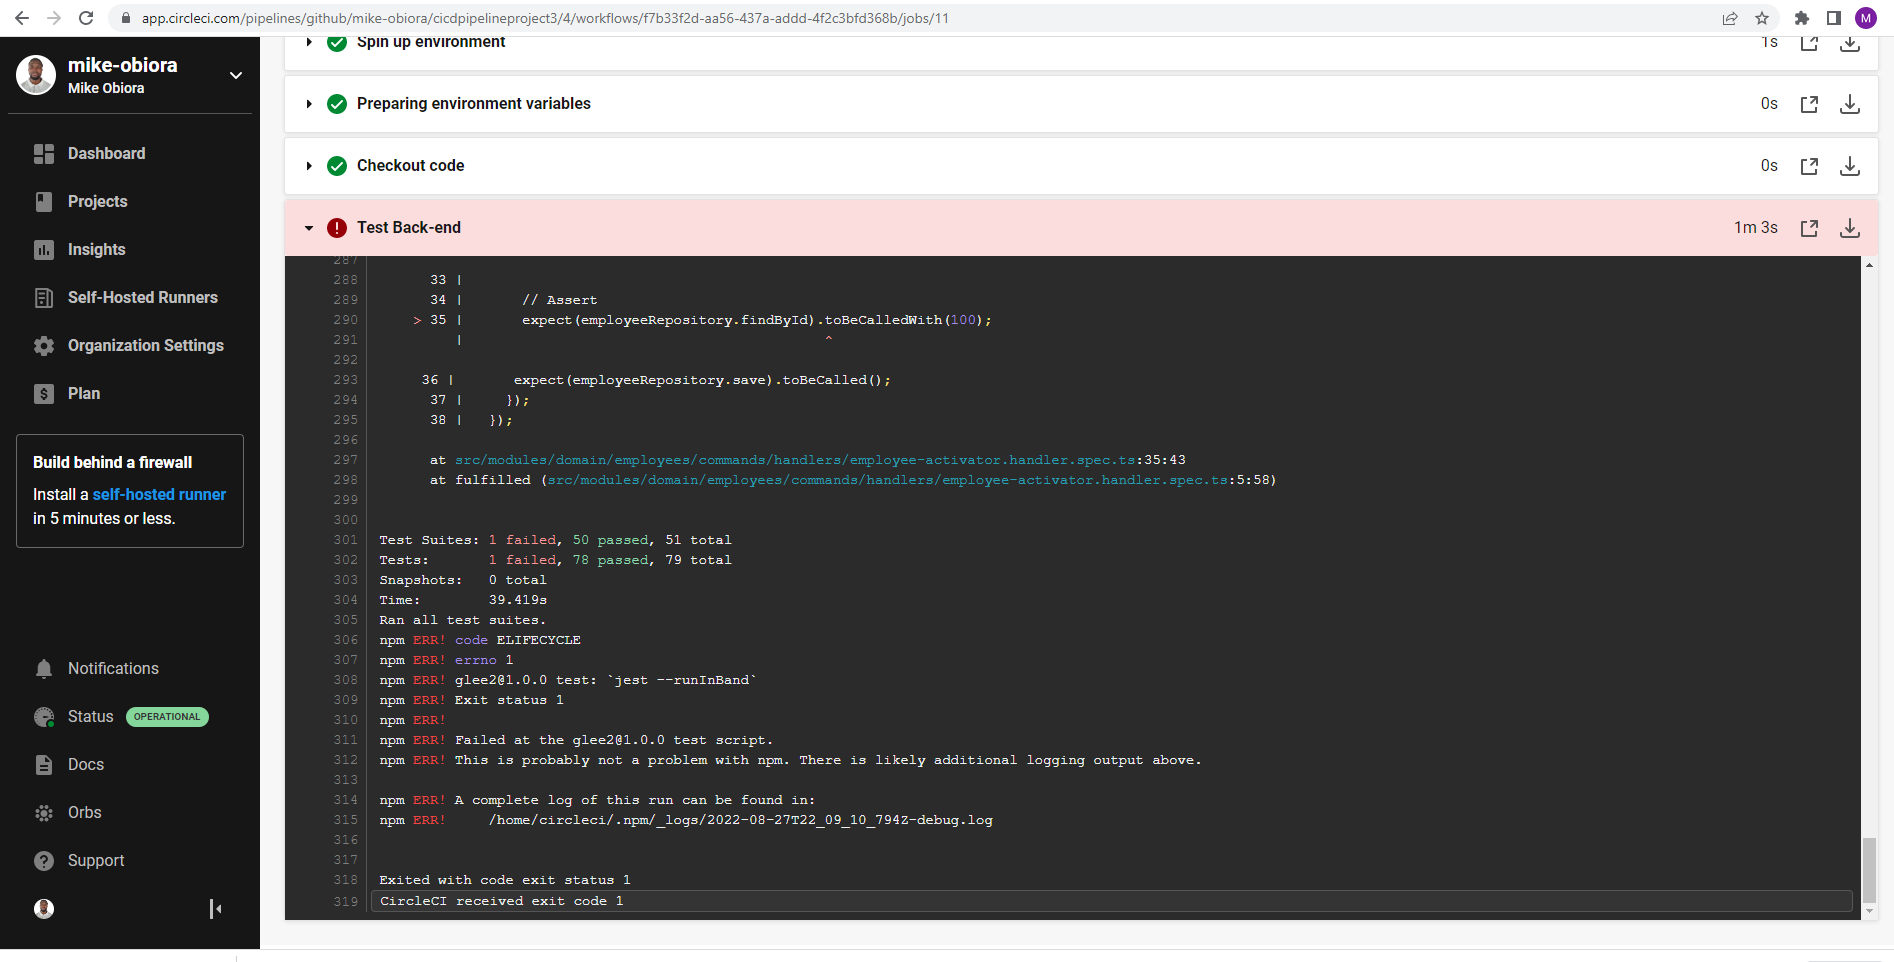 app.circleci.com/pipelines/github/mike-obiora/cicdpipelineproject3/4/workflows/f7b33f2d-aa56-437a-addd-4f2c3bfd368b/jobs/11
M
mike-obiora
Mike Obiora
Dashboard
Projects
Insights
Self-Hosted Runners
Organization Settings
Plan
Build behind a firewall
Install a self-hosted runner
in 5 minutes or less.
Notifications
Status OPERATIONAL
Docs
Orbs
Support
Spin up environment 1s
Preparing environment variables 0s
Checkout code 0s
Test Back-end 1m 3s
287
288 33 |
289 34 | // Assert
290 > 35 | expect(employeeRepository.findById).toBeCalledWith(100);
291 | ^
292
293 36 | expect(employeeRepository.save).toBeCalled();
294 37 | });
295 38 | });
296
297 at src/modules/domain/employees/commands/handlers/employee-activator.handler.spec.ts:35:43
298 at fulfilled (src/modules/domain/employees/commands/handlers/employee-activator.handler.spec.ts:5:58)
299
300
301 Test Suites: 1 failed, 50 passed, 51 total
302 Tests: 1 failed, 78 passed, 79 total
303 Snapshots: 0 total
304 Time: 39.419s
305 Ran all test suites.
306 npm ERR! code ELIFECYCLE
307 npm ERR! errno 1
308 npm ERR! glee2@1.0.0 test: `jest --runInBand`
309 npm ERR! Exit status 1
310 npm ERR!
311 npm ERR! Failed at the glee2@1.0.0 test script.
312 npm ERR! This is probably not a problem with npm. There is likely additional logging output above.
313
314 npm ERR! A complete log of this run can be found in:
315 npm ERR! /home/circleci/.npm/_logs/2022-08-27T22_09_10_794Z-debug.log
316
317
318 Exited with code exit status 1
319 CircleCI received exit code 1